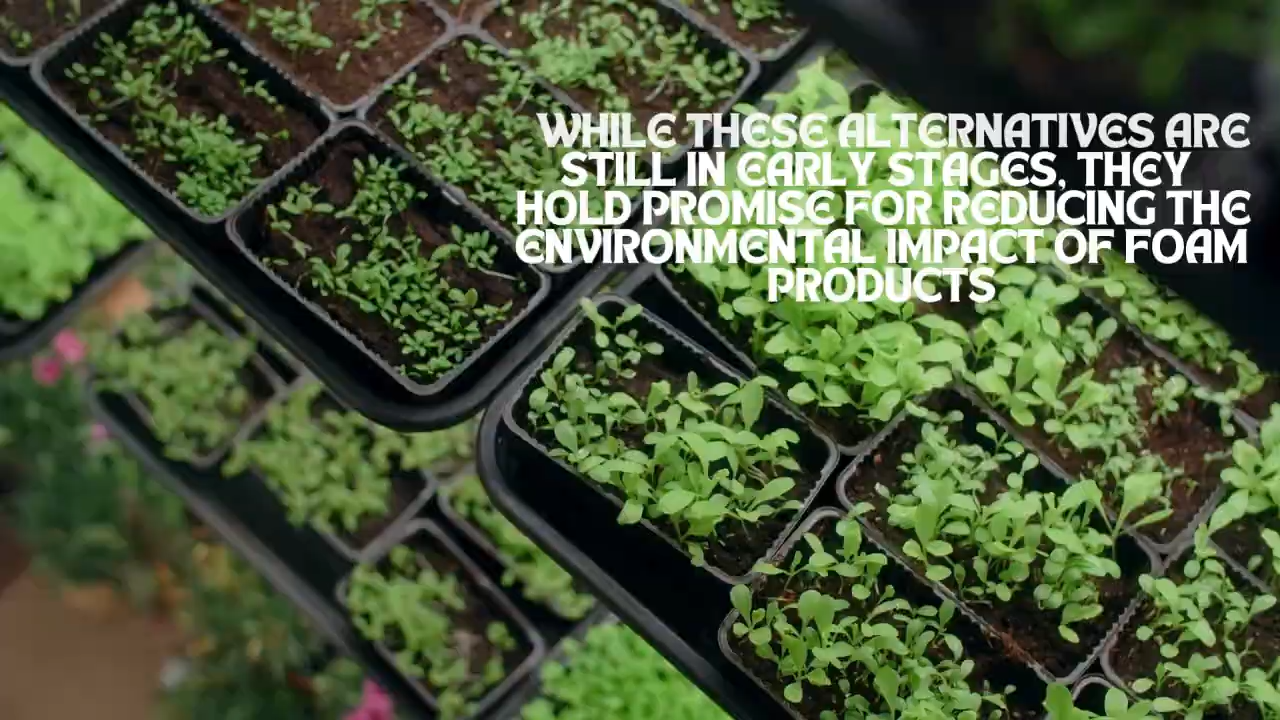 WHILE THESE ALTERNATIVES ARE
STILL IN EARLY STAGES, THEY
HOLD PROMISE FOR REDUCING THE
ENVIRONMENTAL IMPACT OF FOAM
PRODUCTS